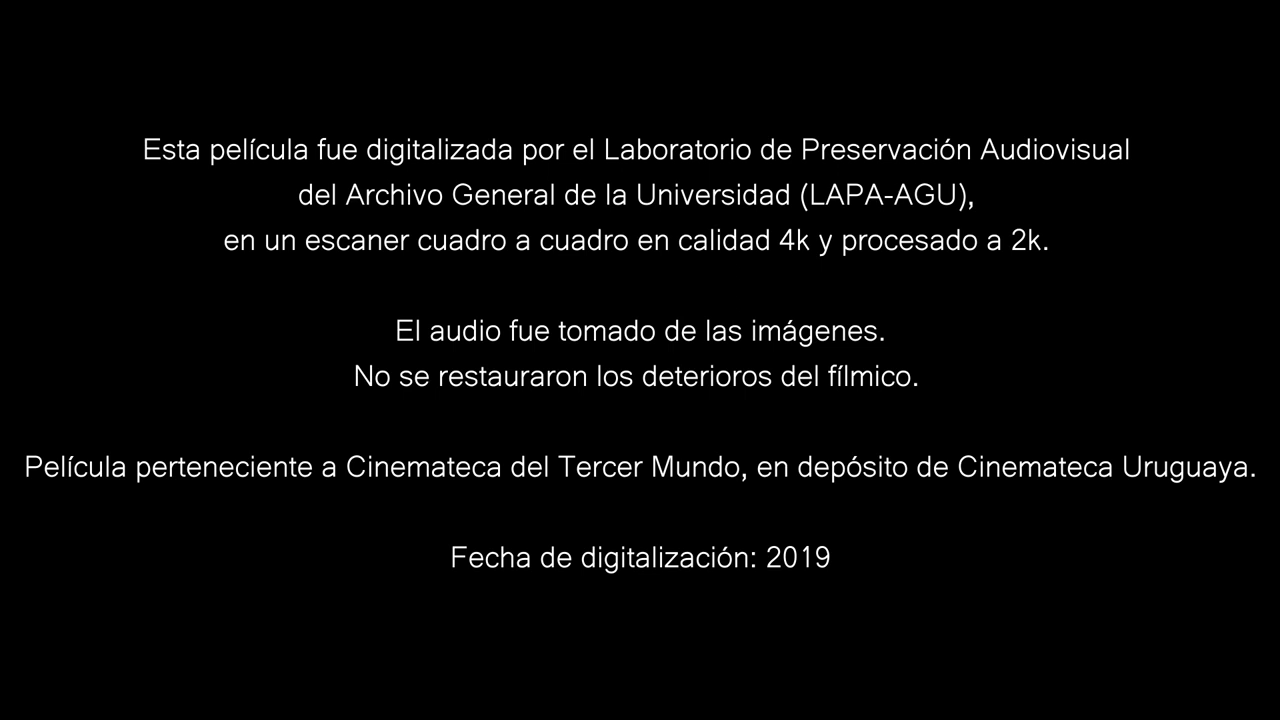 Esta película fue digitalizada por el Laboratorio de Preservación Audiovisual
del Archivo General de la Universidad (LAPA-AGU),
en un escaner cuadro a cuadro en calidad 4k y procesado a 2k.
El audio fue tomado de las imágenes.
No se restauraron los deterioros del fílmico.
Película perteneciente a Cinemateca del Tercer Mundo, en depósito de Cinemateca Uruguaya.
Fecha de digitalización: 2019